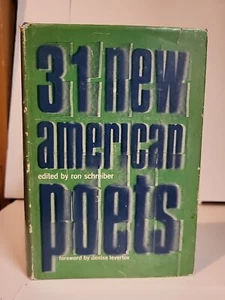 31 new
american
edited by ron schreiber
poets
foreword by denise levertov